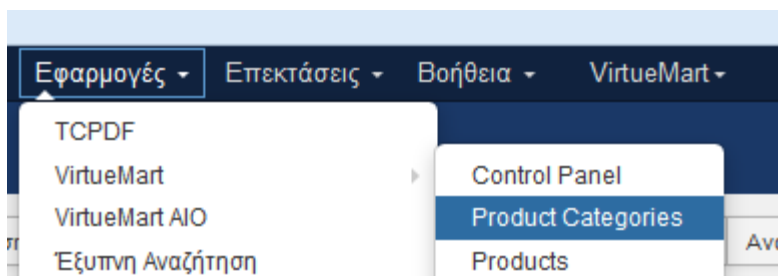 Εφαρμογές Επεκτάσεις Βοήθεια VirtueMart
TCPDF
VirtueMart
VirtueMart AIO
Έξυπνη Αναζήτηση
Control Panel
Product Categories
Products